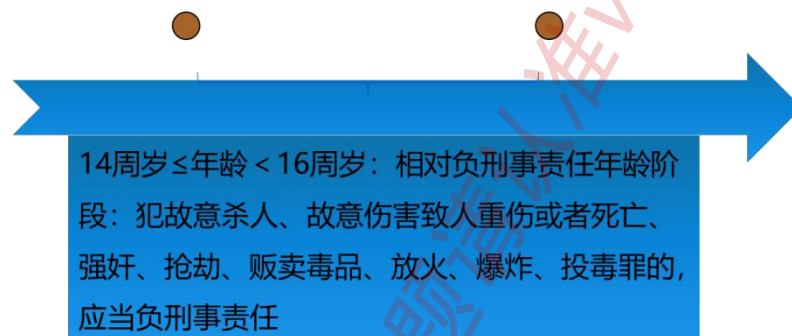 14周岁≤年龄＜16周岁：相对负刑事责任年龄阶
段：犯故意杀人、故意伤害致人重伤或者死亡、
强奸、抢劫、贩卖毒品、放火、爆炸、投毒罪的，
应当负刑事责任